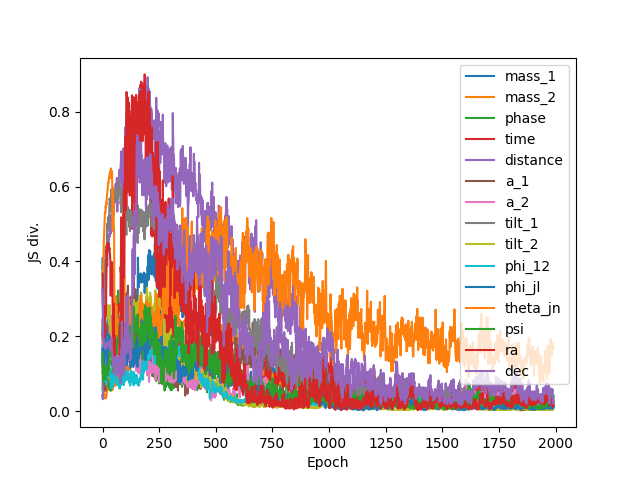 JS div.
0.8
0.6
0.4
0.2
0.0
0
250
500
750
1000
1250
1500
1750
2000
Epoch
mass_1
mass_2
phase
time
distance
a_1
a_2
tilt_1
tilt_2
phi_12
phi_jl
theta_jn
psi
ra
dec